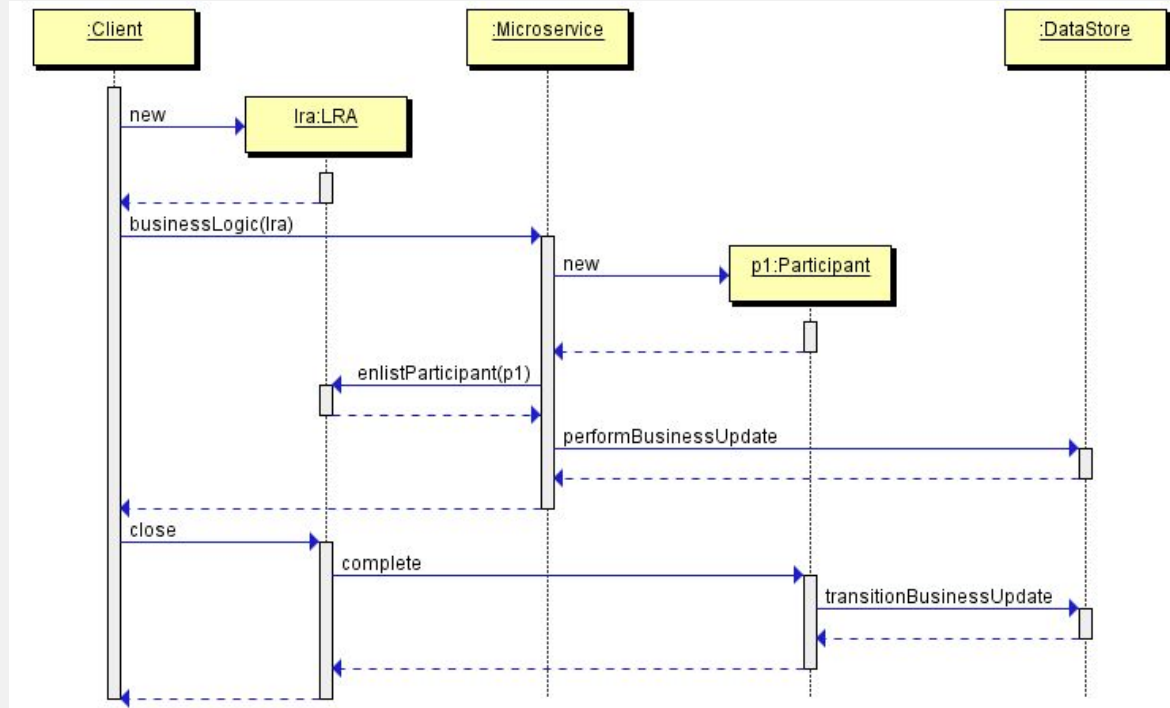 :Client
:Microservice
:DataStore
new
lra:LRA
businessLogic(lra)
new
p1:Participant
enlistParticipant(p1)
performBusinessUpdate
close
complete
transitionBusinessUpdate